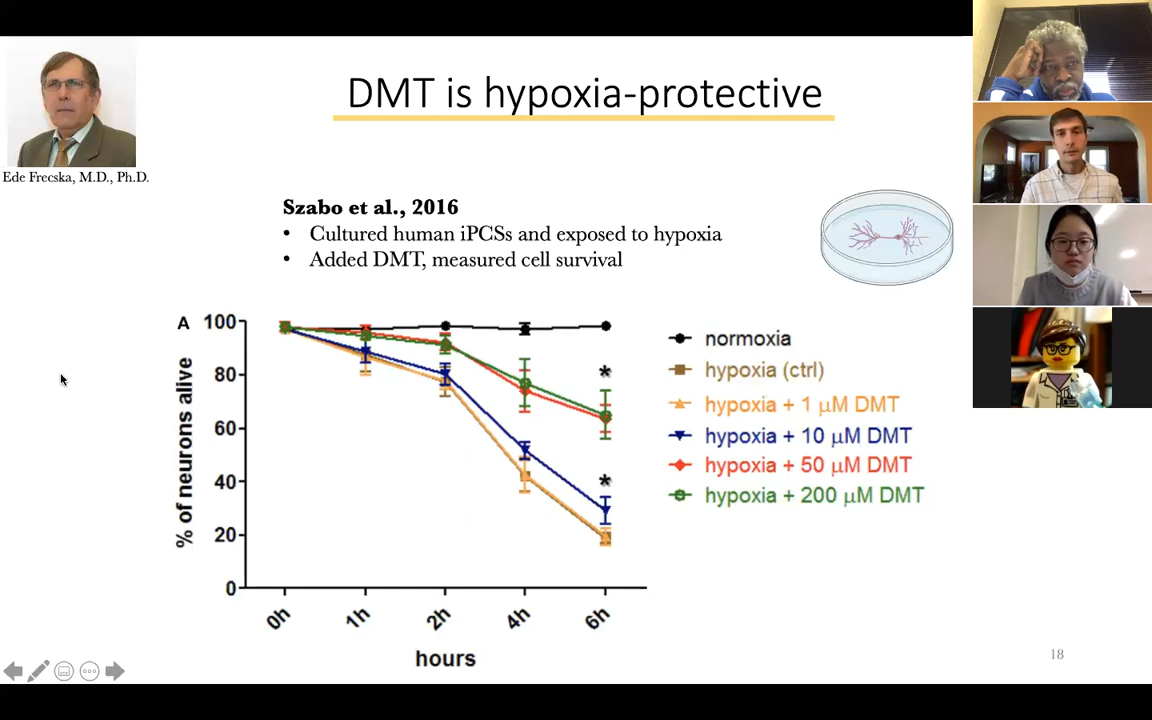 DMT is hypoxia-protective
Ede Frecska, M.D., Ph.D.
Szabo et al., 2016
• Cultured human iPCSs and exposed to hypoxia
• Added DMT, measured cell survival
A
% of neurons alive
100
80
60
40
20
0
*
*
0h
1h
2h
4h
6h
hours
normoxia
hypoxia (ctrl)
hypoxia + 1 μM DMT
hypoxia + 10 μM DMT
hypoxia + 50 μM DMT
hypoxia + 200 μM DMT
18